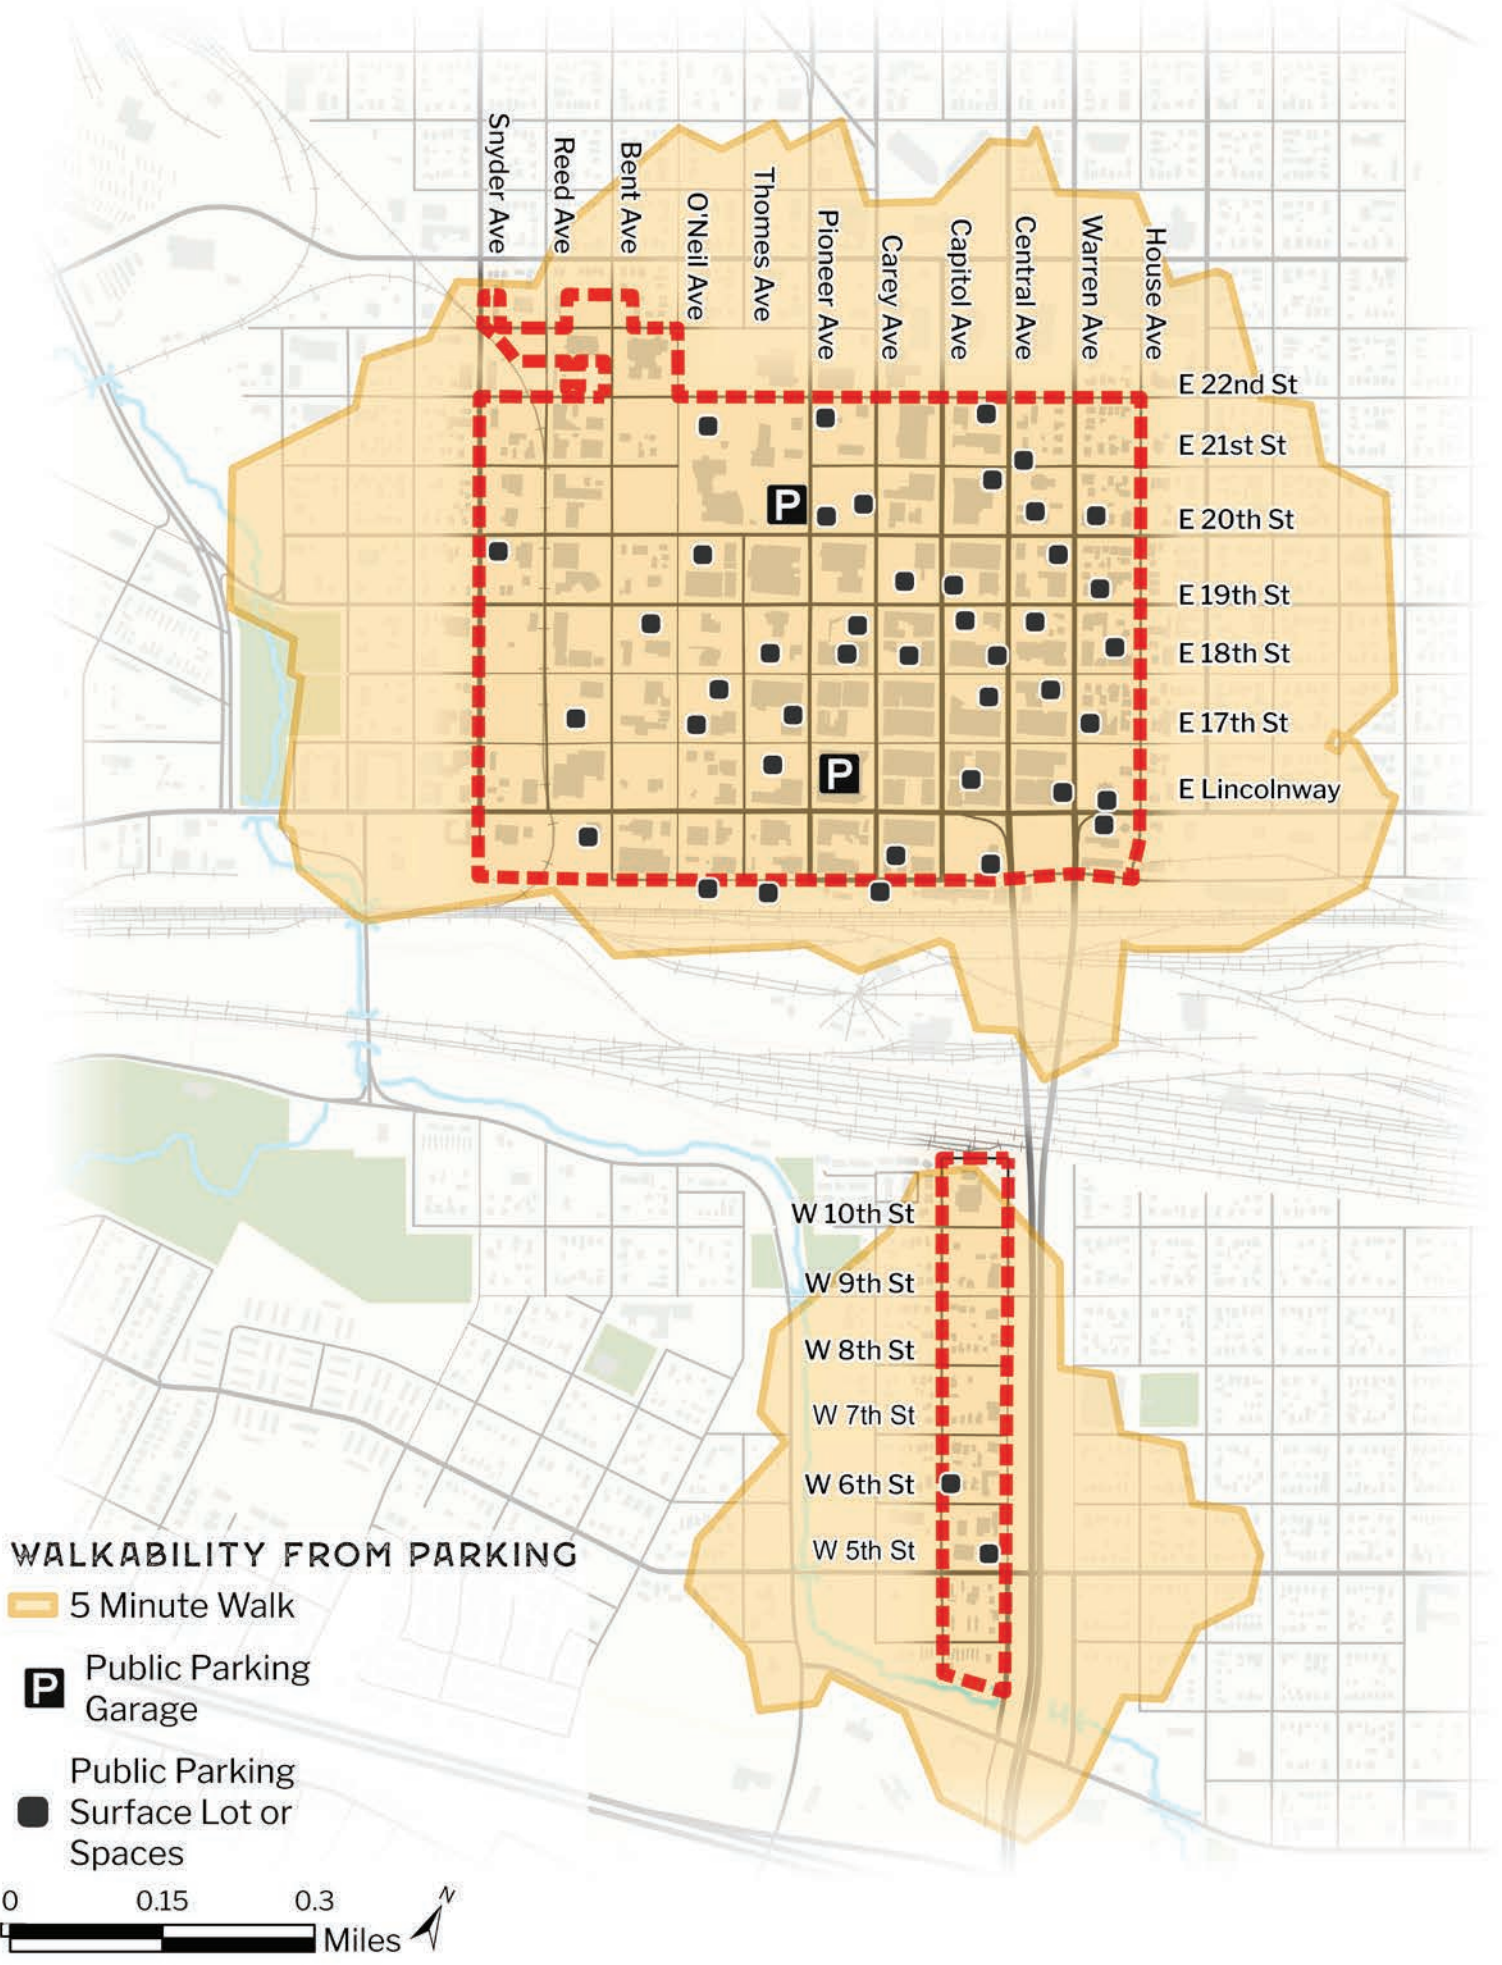 Snyder Ave
Reed Ave
Bent Ave
O'Neil Ave
Thomes Ave
Pioneer Ave
Carey Ave
Capitol Ave
Central Ave
Warren Ave
House Ave
E 22nd St
E 21st St
P
E 20th St
E 19th St
E 18th St
E 17th St
P
E Lincolnway
W 10th St
W 9th St
W 8th St
W 7th St
W 6th St
W 5th St
WALKABILITY FROM PARKING
5 Minute Walk
P
Public Parking
Garage
Public Parking
Surface Lot or
Spaces
0 0.15 0.3
Miles
N